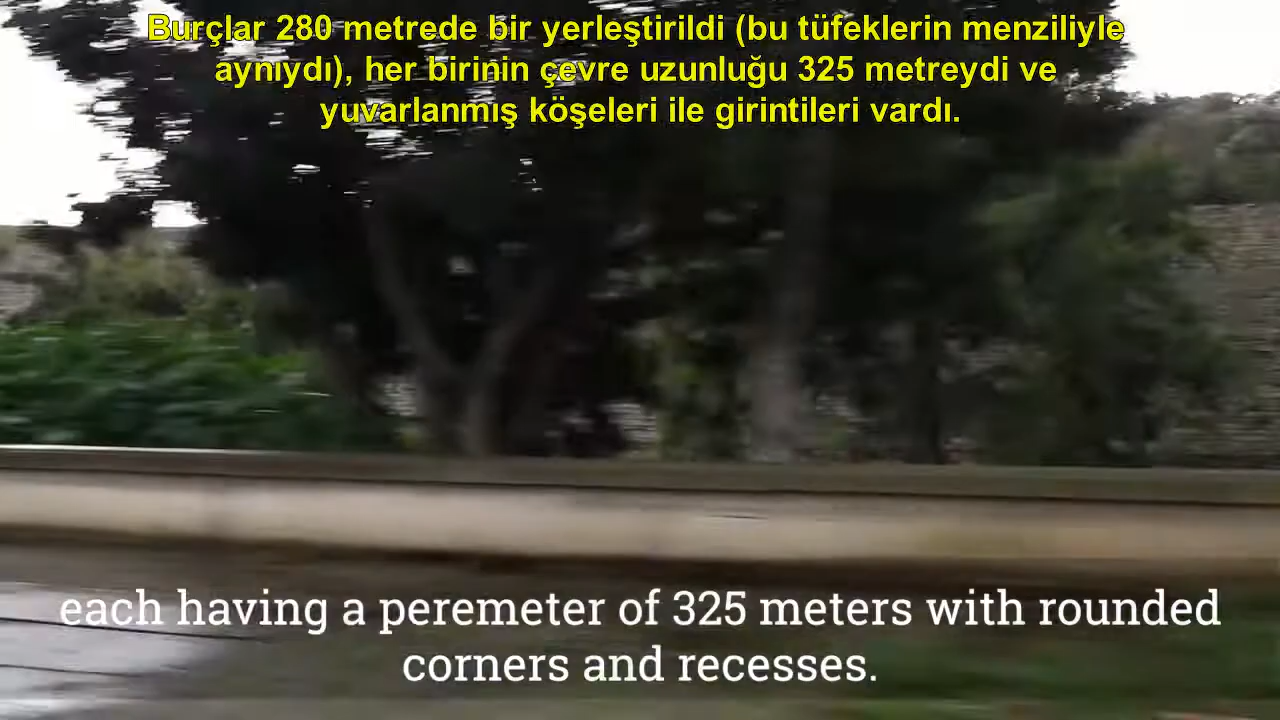 Burçlar 280 metrede bir yerleştirildi (bu tüfeklerin menziliyle
aynıydı), her birinin çevre uzunluğu 325 metreydi ve
yuvarlanmış köşeleri ile girintileri vardı.
each having a peremeter of 325 meters with rounded
corners and recesses.